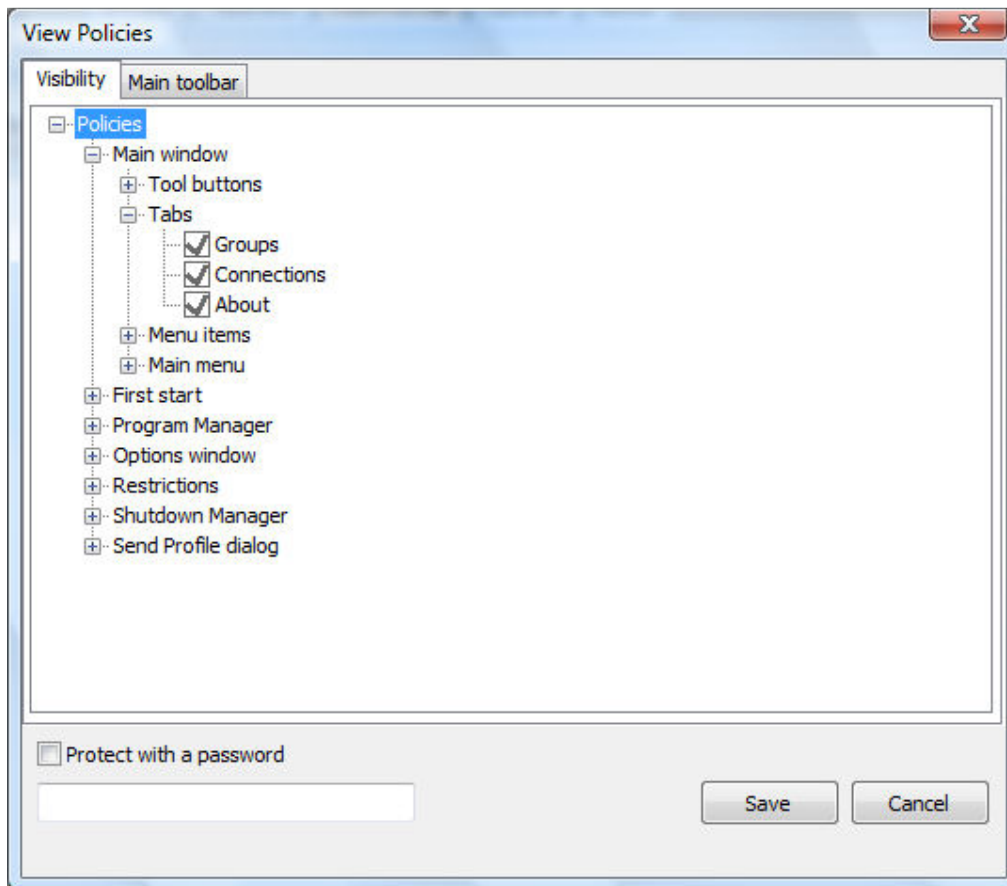 View Policies
Visibility
Main toolbar
Policies
Main window
Tool buttons
Tabs
Groups
Connections
About
Menu items
Main menu
First start
Program Manager
Options window
Restrictions
Shutdown Manager
Send Profile dialog
Protect with a password
Save
Cancel